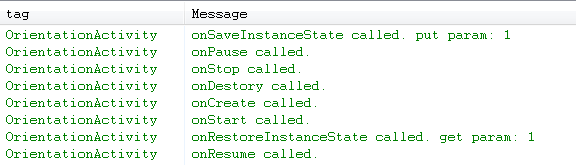 tag Message
OrientationActivity onSaveInstanceState called. put param: 1
OrientationActivity onPause called.
OrientationActivity onStop called.
OrientationActivity onDestory called.
OrientationActivity onCreate called.
OrientationActivity onStart called.
OrientationActivity onRestoreInstanceState called. get param: 1
OrientationActivity onResume called.